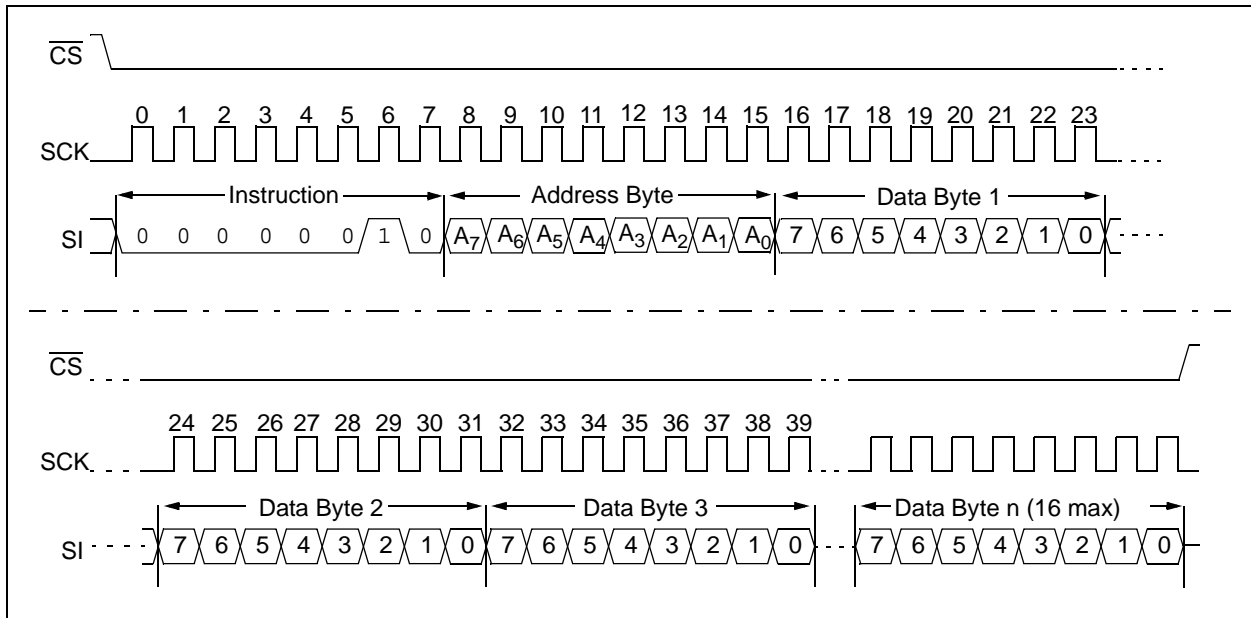 CS
0 1 2 3 4 5 6 7 8 9 10 11 12 13 14 15 16 17 18 19 20 21 22 23
SCK
Instruction Address Byte Data Byte 1
SI 0 0 0 0 0 0 1 0 A7 A6 A5 A4 A3 A2 A1 A0 7 6 5 4 3 2 1 0
CS
24 25 26 27 28 29 30 31 32 33 34 35 36 37 38 39
SCK
Data Byte 2 Data Byte 3 Data Byte n (16 max)
SI 7 6 5 4 3 2 1 0 7 6 5 4 3 2 1 0 7 6 5 4 3 2 1 0